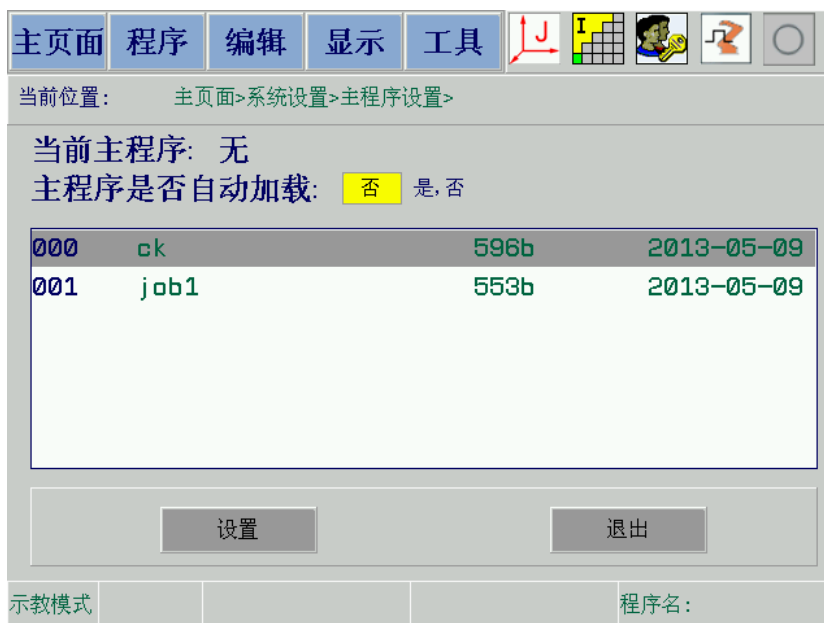 主页面 程序 编辑 显示 工具 J I
当前位置: 主页面>系统设置>主程序设置>
当前主程序: 无
主程序是否自动加载: 否 是,否
000 ck 596b 2013-05-09
001 job1 553b 2013-05-09
设置 退出
示教模式 程序名: